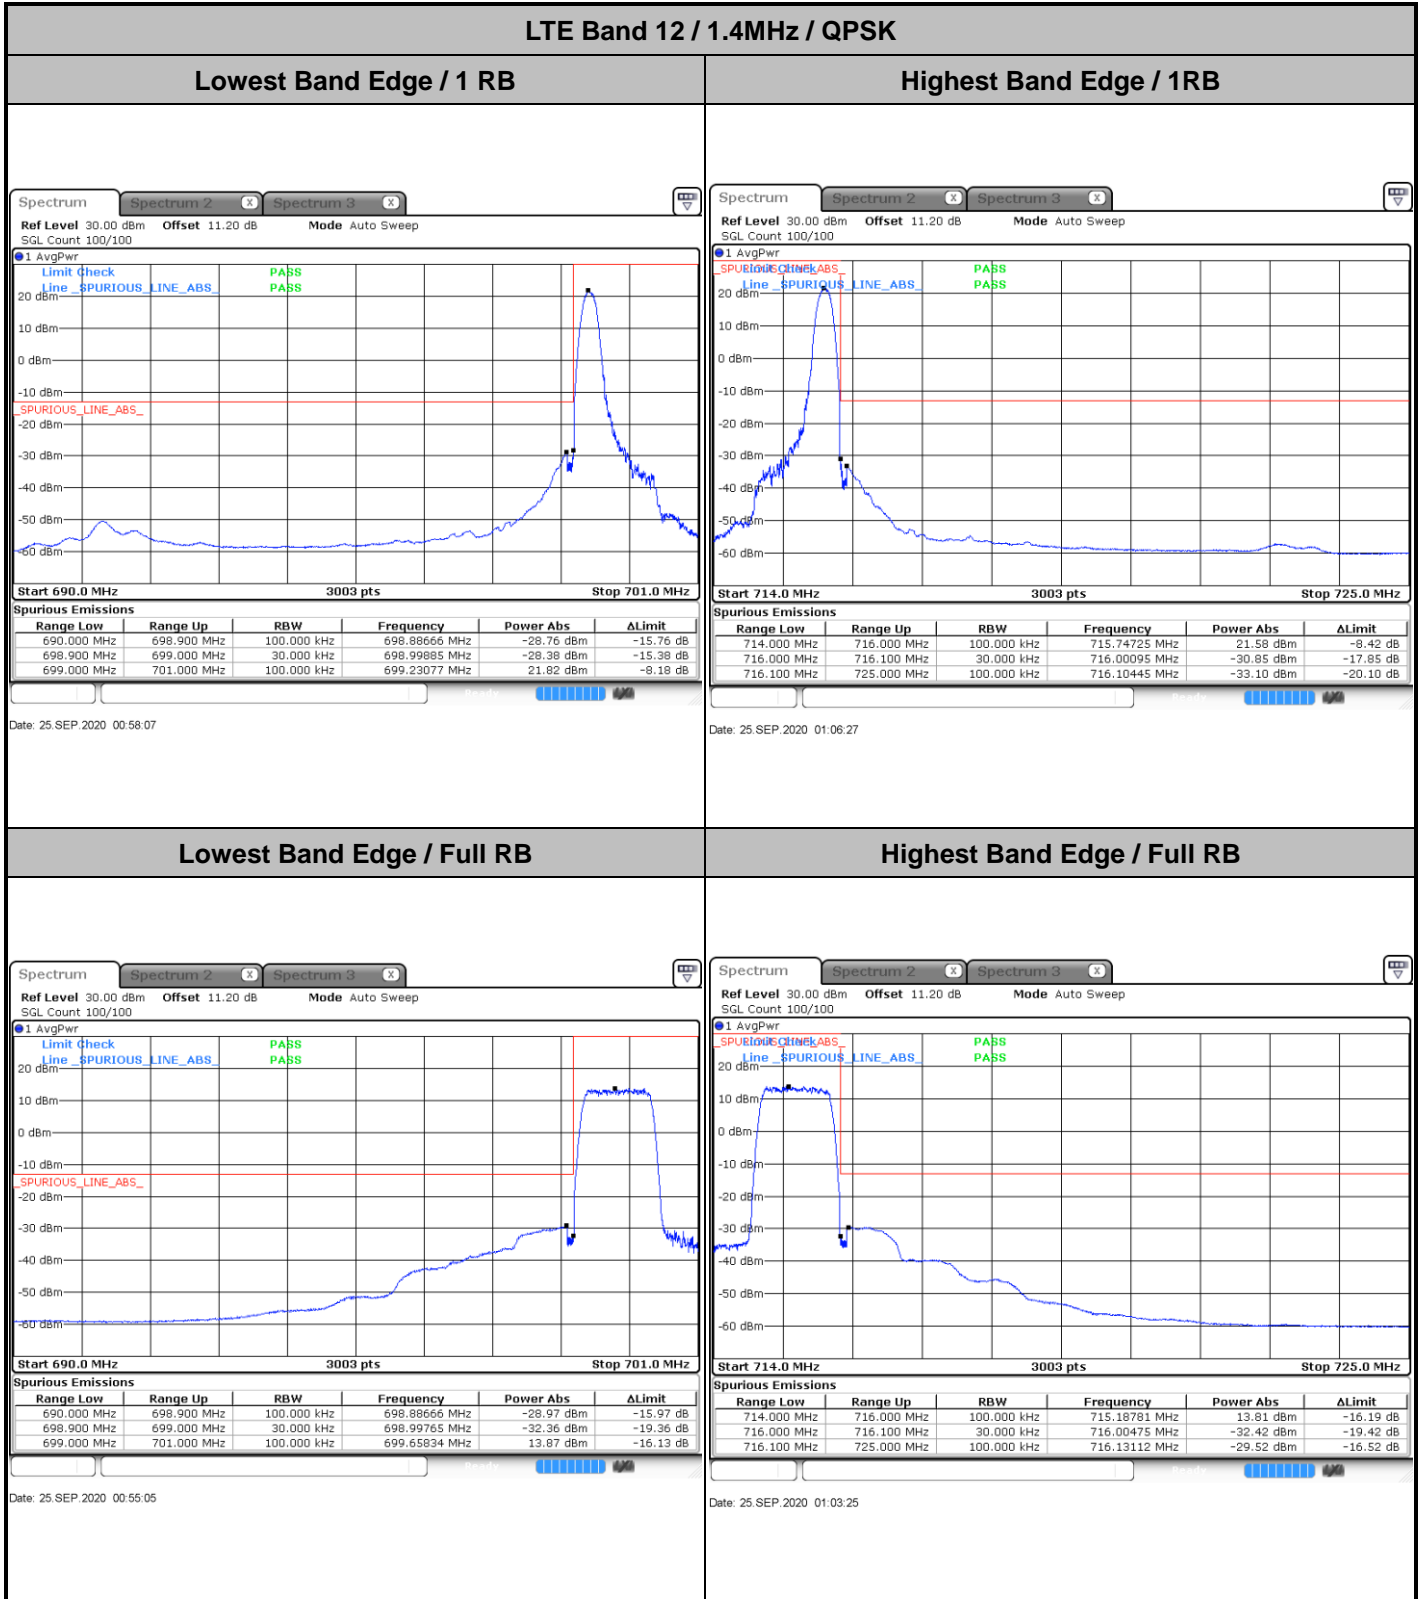 LTE Band 12 / 1.4MHz / QPSK
Lowest Band Edge / 1 RB
Highest Band Edge / 1RB
Spectrum
Spectrum 2 X
Spectrum 3 X
Ref Level 30.00 dBm Offset 11.20 dB Mode Auto Sweep
SGL Count 100/100
1 AvgPwr
Limit Check PASS
Line _SPURIOUS_LINE_ABS_ PASS
20 dBm
10 dBm
0 dBm
-10 dBm
_SPURIOUS_LINE_ABS_
-20 dBm
-30 dBm
-40 dBm
-50 dBm
-60 dBm
Start 690.0 MHz 3003 pts Stop 701.0 MHz
Spurious Emissions
Range Low Range Up RBW Frequency Power Abs ΔLimit
690.000 MHz 698.900 MHz 100.000 kHz 698.88666 MHz -28.76 dBm -15.76 dB
698.900 MHz 699.000 MHz 30.000 kHz 698.99885 MHz -28.38 dBm -15.38 dB
699.000 MHz 701.000 MHz 100.000 kHz 699.23077 MHz 21.82 dBm -8.18 dB
Ready
Date: 25.SEP.2020 00:58:07
Spectrum
Spectrum 2 X
Spectrum 3 X
Ref Level 30.00 dBm Offset 11.20 dB Mode Auto Sweep
SGL Count 100/100
1 AvgPwr
_SPURIOUS_LINE_ABS_
Limit Check PASS
Line _SPURIOUS_LINE_ABS_ PASS
20 dBm
10 dBm
0 dBm
-10 dBm
-20 dBm
-30 dBm
-40 dBm
-50 dBm
-60 dBm
Start 714.0 MHz 3003 pts Stop 725.0 MHz
Spurious Emissions
Range Low Range Up RBW Frequency Power Abs ΔLimit
714.000 MHz 716.000 MHz 100.000 kHz 715.74725 MHz 21.58 dBm -8.42 dB
716.000 MHz 716.100 MHz 30.000 kHz 716.00095 MHz -30.85 dBm -17.85 dB
716.100 MHz 725.000 MHz 100.000 kHz 716.10445 MHz -33.10 dBm -20.10 dB
Ready
Date: 25.SEP.2020 01:06:27
Lowest Band Edge / Full RB
Highest Band Edge / Full RB
Spectrum
Spectrum 2 X
Spectrum 3 X
Ref Level 30.00 dBm Offset 11.20 dB Mode Auto Sweep
SGL Count 100/100
1 AvgPwr
Limit Check PASS
Line _SPURIOUS_LINE_ABS_ PASS
20 dBm
10 dBm
0 dBm
-10 dBm
_SPURIOUS_LINE_ABS_
-20 dBm
-30 dBm
-40 dBm
-50 dBm
-60 dBm
Start 690.0 MHz 3003 pts Stop 701.0 MHz
Spurious Emissions
Range Low Range Up RBW Frequency Power Abs ΔLimit
690.000 MHz 698.900 MHz 100.000 kHz 698.88666 MHz -28.97 dBm -15.97 dB
698.900 MHz 699.000 MHz 30.000 kHz 698.99765 MHz -32.36 dBm -19.36 dB
699.000 MHz 701.000 MHz 100.000 kHz 699.65834 MHz 13.87 dBm -16.13 dB
Ready
Date: 25.SEP.2020 00:55:05
Spectrum
Spectrum 2 X
Spectrum 3 X
Ref Level 30.00 dBm Offset 11.20 dB Mode Auto Sweep
SGL Count 100/100
1 AvgPwr
_SPURIOUS_LINE_ABS_
Limit Check PASS
Line _SPURIOUS_LINE_ABS_ PASS
20 dBm
10 dBm
0 dBm
-10 dBm
-20 dBm
-30 dBm
-40 dBm
-50 dBm
-60 dBm
Start 714.0 MHz 3003 pts Stop 725.0 MHz
Spurious Emissions
Range Low Range Up RBW Frequency Power Abs ΔLimit
714.000 MHz 716.000 MHz 100.000 kHz 715.18781 MHz 13.81 dBm -16.19 dB
716.000 MHz 716.100 MHz 30.000 kHz 716.00475 MHz -32.42 dBm -19.42 dB
716.100 MHz 725.000 MHz 100.000 kHz 716.13112 MHz -29.52 dBm -16.52 dB
Ready
Date: 25.SEP.2020 01:03:25